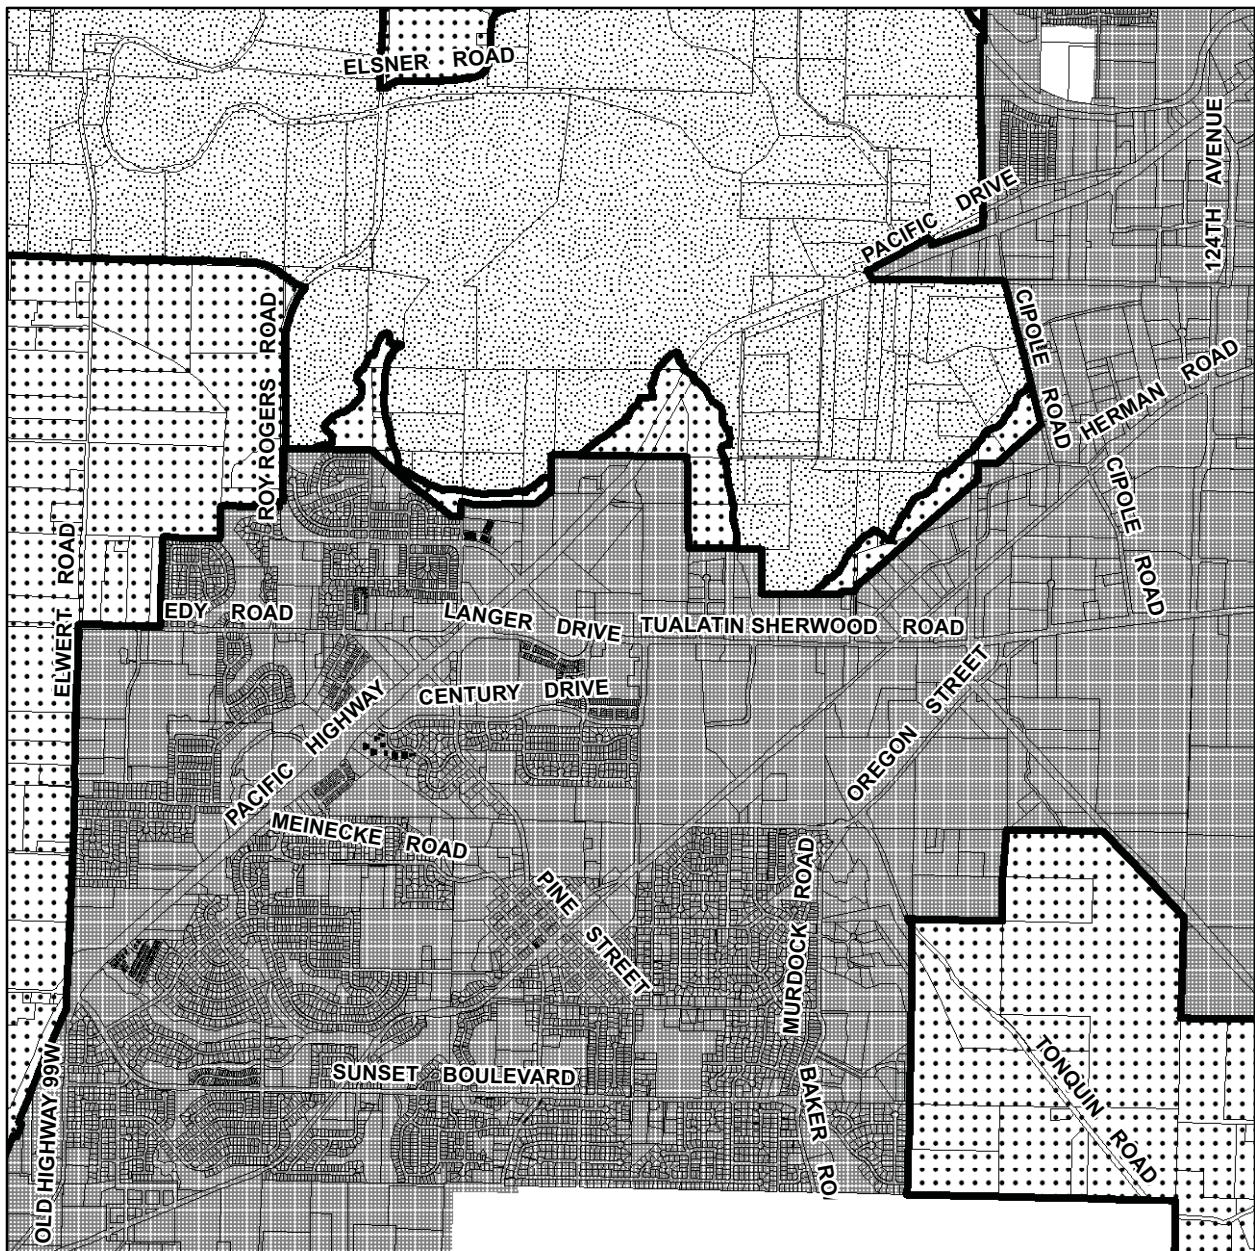 ELSNER ROAD
124TH AVENUE
PACIFIC DRIVE
CIPOLE ROAD
ROY ROGERS ROAD
HERMAN ROAD
CIPOLE ROAD
ELWERT ROAD
EDY ROAD
LANGER DRIVE
TUALATIN SHERWOOD ROAD
CENTURY DRIVE
OREGON STREET
PACIFIC HIGHWAY
MEINECKE ROAD
PINE STREET
MURDOCK ROAD
SUNSET BOULEVARD
BAKER RO
TONQUIN ROAD
OLD HIGHWAY 99W